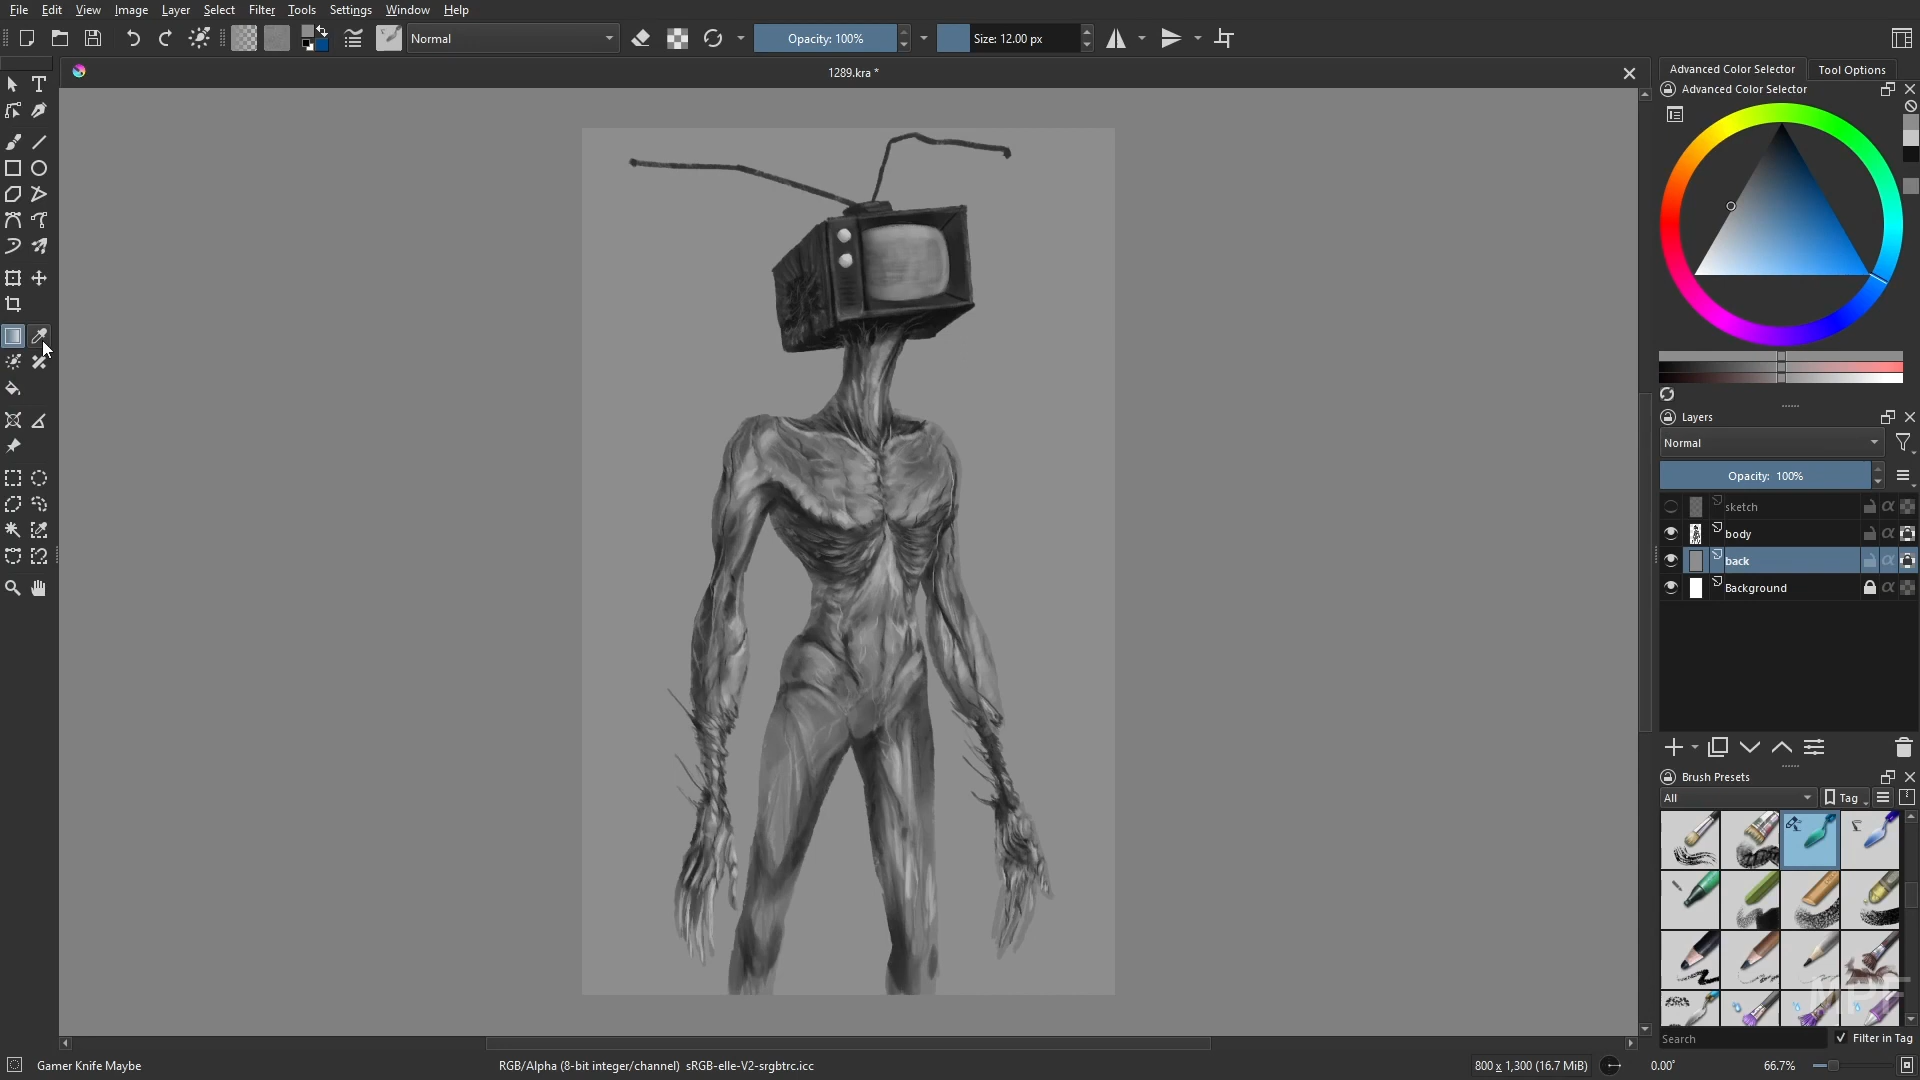 File Edit View Image Layer Select Filter Tools Settings Window Help
Normal Opacity: 100% Size: 12.00 px
1289.kra *
Advanced Color Selector Tool Options
Advanced Color Selector
Layers
Normal
Opacity: 100%
sketch
body
back
Background
Brush Presets
All Tag
MPF
Search Filter in Tag
Gamer Knife Maybe RGB/Alpha (8-bit integer/channel) sRGB-elle-V2-srgbtrc.icc 800 x 1,300 (16.7 MiB) 0.00° 66.7%